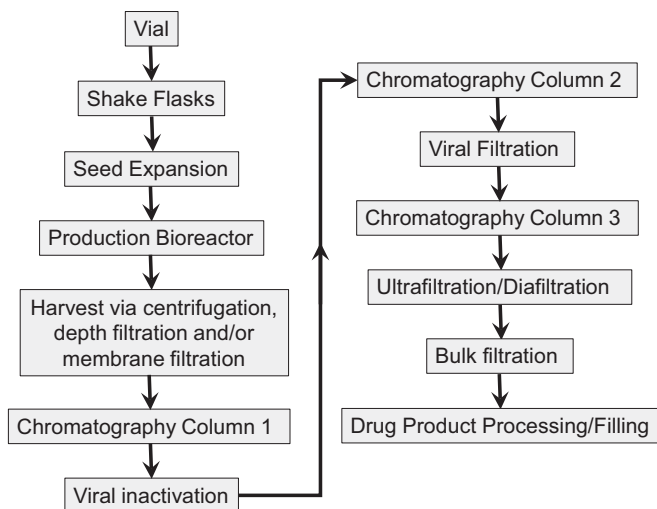 Vial
Shake Flasks
Seed Expansion
Production Bioreactor
Harvest via centrifugation,
depth filtration and/or
membrane filtration
Chromatography Column 1
Viral inactivation
Chromatography Column 2
Viral Filtration
Chromatography Column 3
Ultrafiltration/Diafiltration
Bulk filtration
Drug Product Processing/Filling